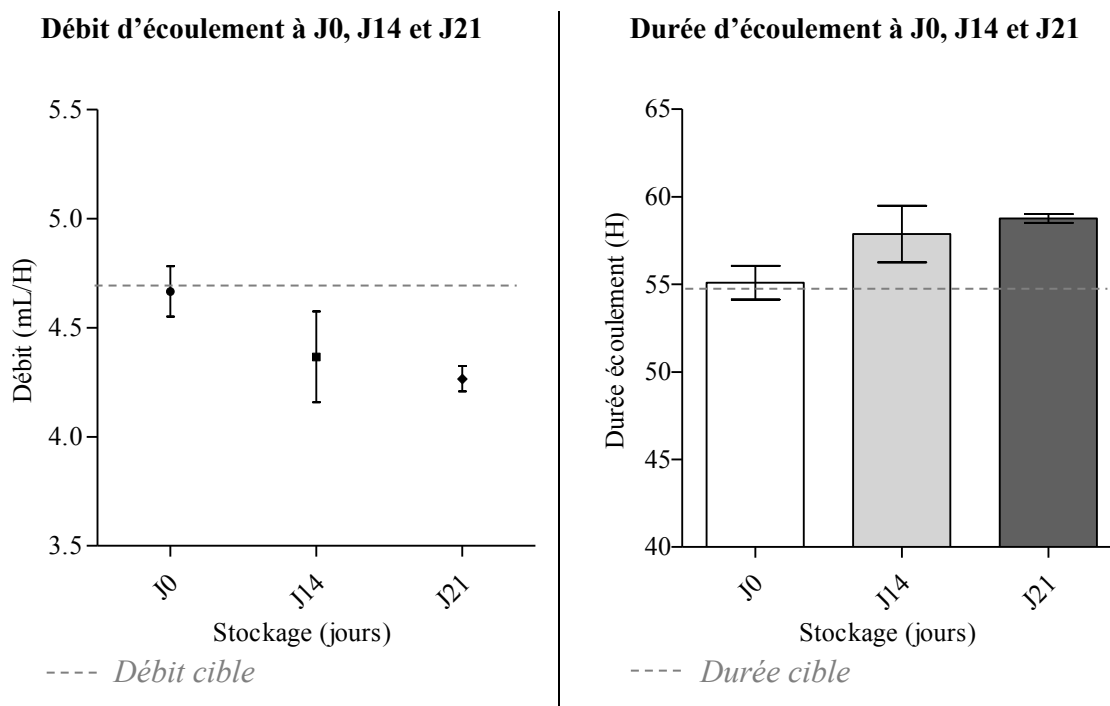 Débit d’écoulement à J0, J14 et J21
Débit (mL/H)
5.5
5.0
4.5
4.0
3.5
J0
J14
J21
Stockage (jours)
Débit cible
Durée d’écoulement à J0, J14 et J21
Durée écoulement (H)
65
60
55
50
45
40
J0
J14
J21
Stockage (jours)
Durée cible